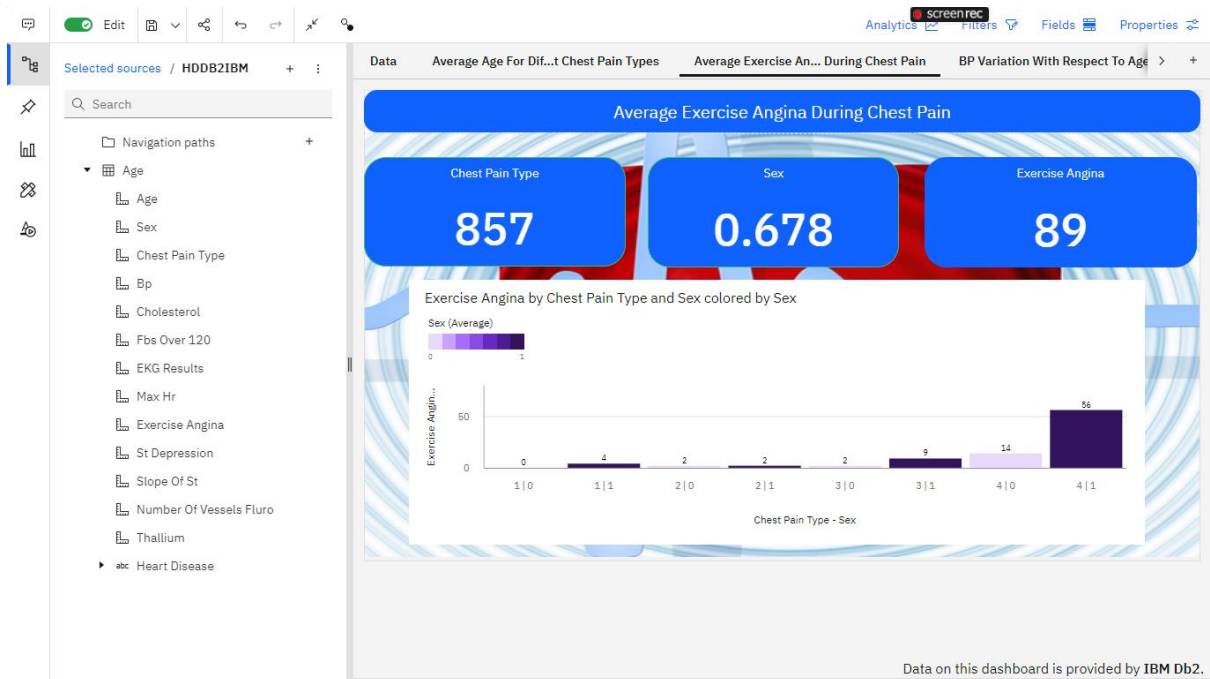 Edit
Analytics
screenrec
Filters
Fields
Properties
Selected sources / HDDB2IBM
Search
Navigation paths
Age
Age
Sex
Chest Pain Type
Bp
Cholesterol
Fbs Over 120
EKG Results
Max Hr
Exercise Angina
St Depression
Slope Of St
Number Of Vessels Fluro
Thallium
abc Heart Disease
Data
Average Age For Dif...t Chest Pain Types
Average Exercise An... During Chest Pain
BP Variation With Respect To Age
Average Exercise Angina During Chest Pain
Chest Pain Type
857
Sex
0.678
Exercise Angina
89
Exercise Angina by Chest Pain Type and Sex colored by Sex
Sex (Average)
0 1
Exercise Angin...
50
0
0 4 2 2 2 9 14 56
1|0 1|1 2|0 2|1 3|0 3|1 4|0 4|1
Chest Pain Type - Sex
Data on this dashboard is provided by IBM Db2.